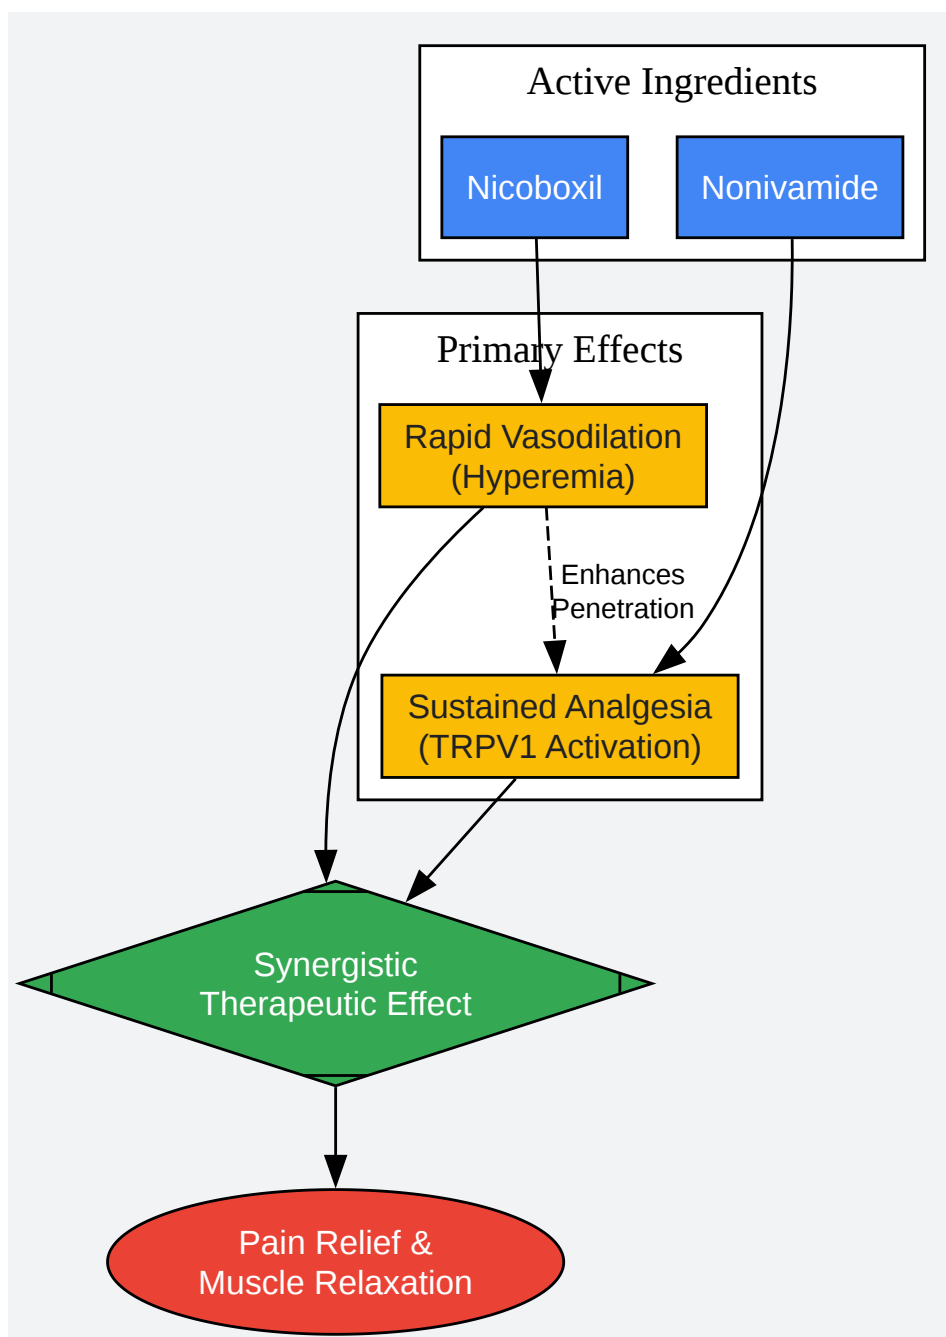 Active Ingredients
Nicoboxil
Nonivamide
Primary Effects
Rapid Vasodilation
(Hyperemia)
Enhances
Penetration
Sustained Analgesia
(TRPV1 Activation)
Synergistic
Therapeutic Effect
Pain Relief &
Muscle Relaxation